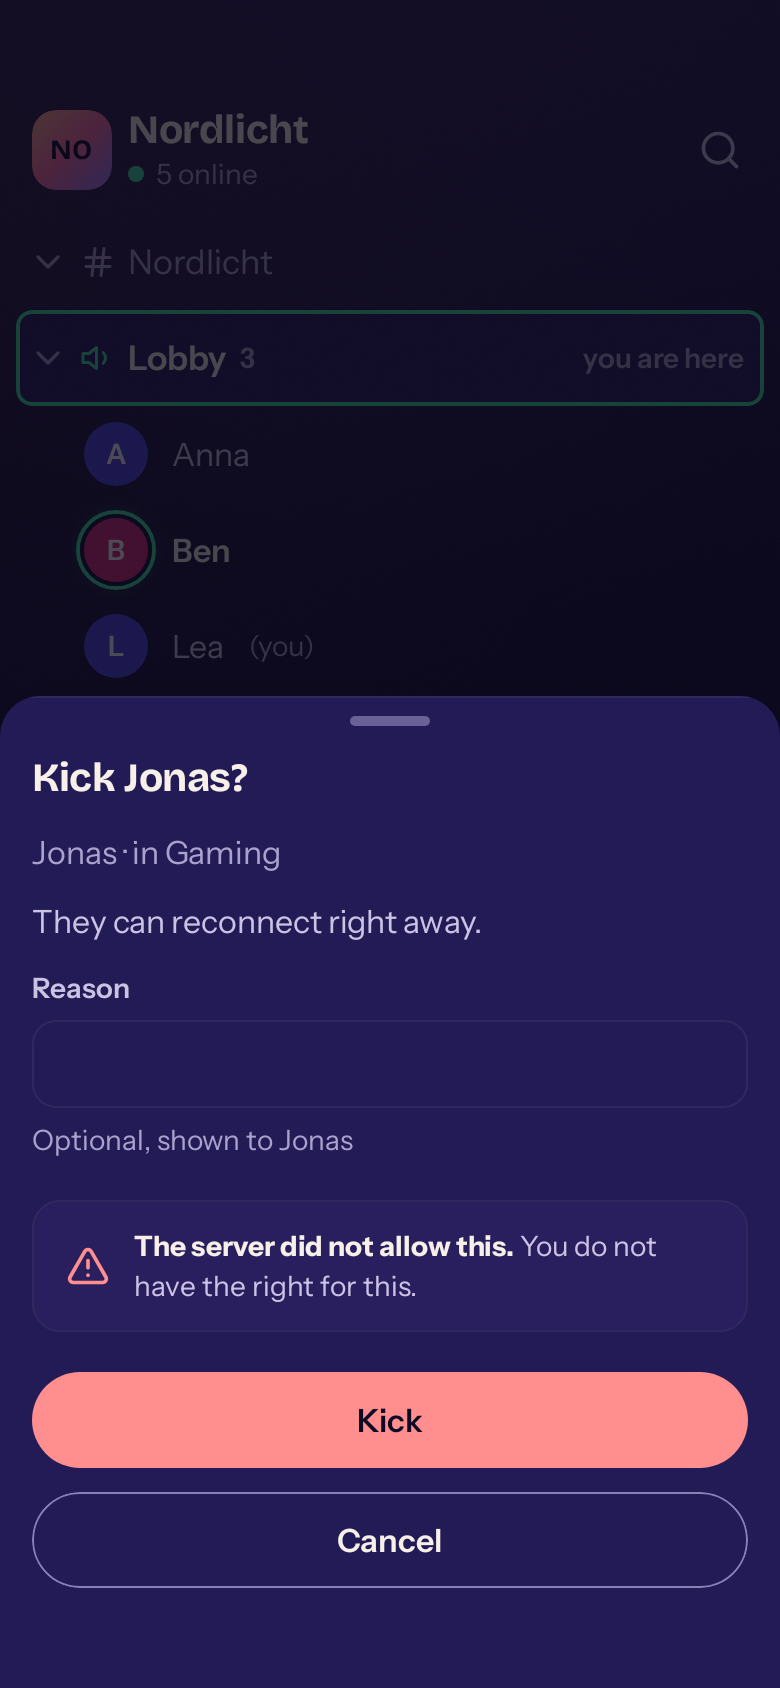 NO
Nordlicht
5 online
# Nordlicht
Lobby 3 you are here
A Anna
B Ben
L Lea (you)
Kick Jonas?
Jonas · in Gaming
They can reconnect right away.
Reason
Optional, shown to Jonas
The server did not allow this. You do not
have the right for this.
Kick
Cancel